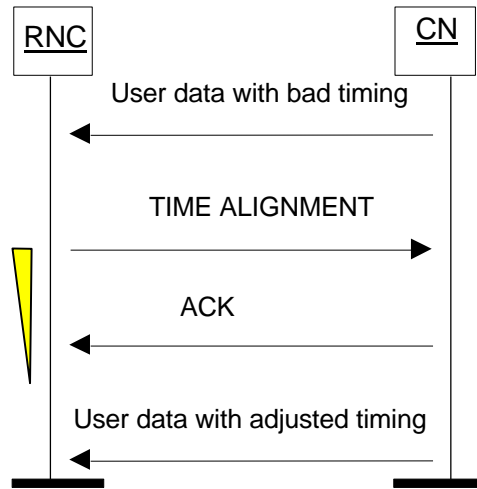 RNC
CN
User data with bad timing
TIME ALIGNMENT
ACK
User data with adjusted timing